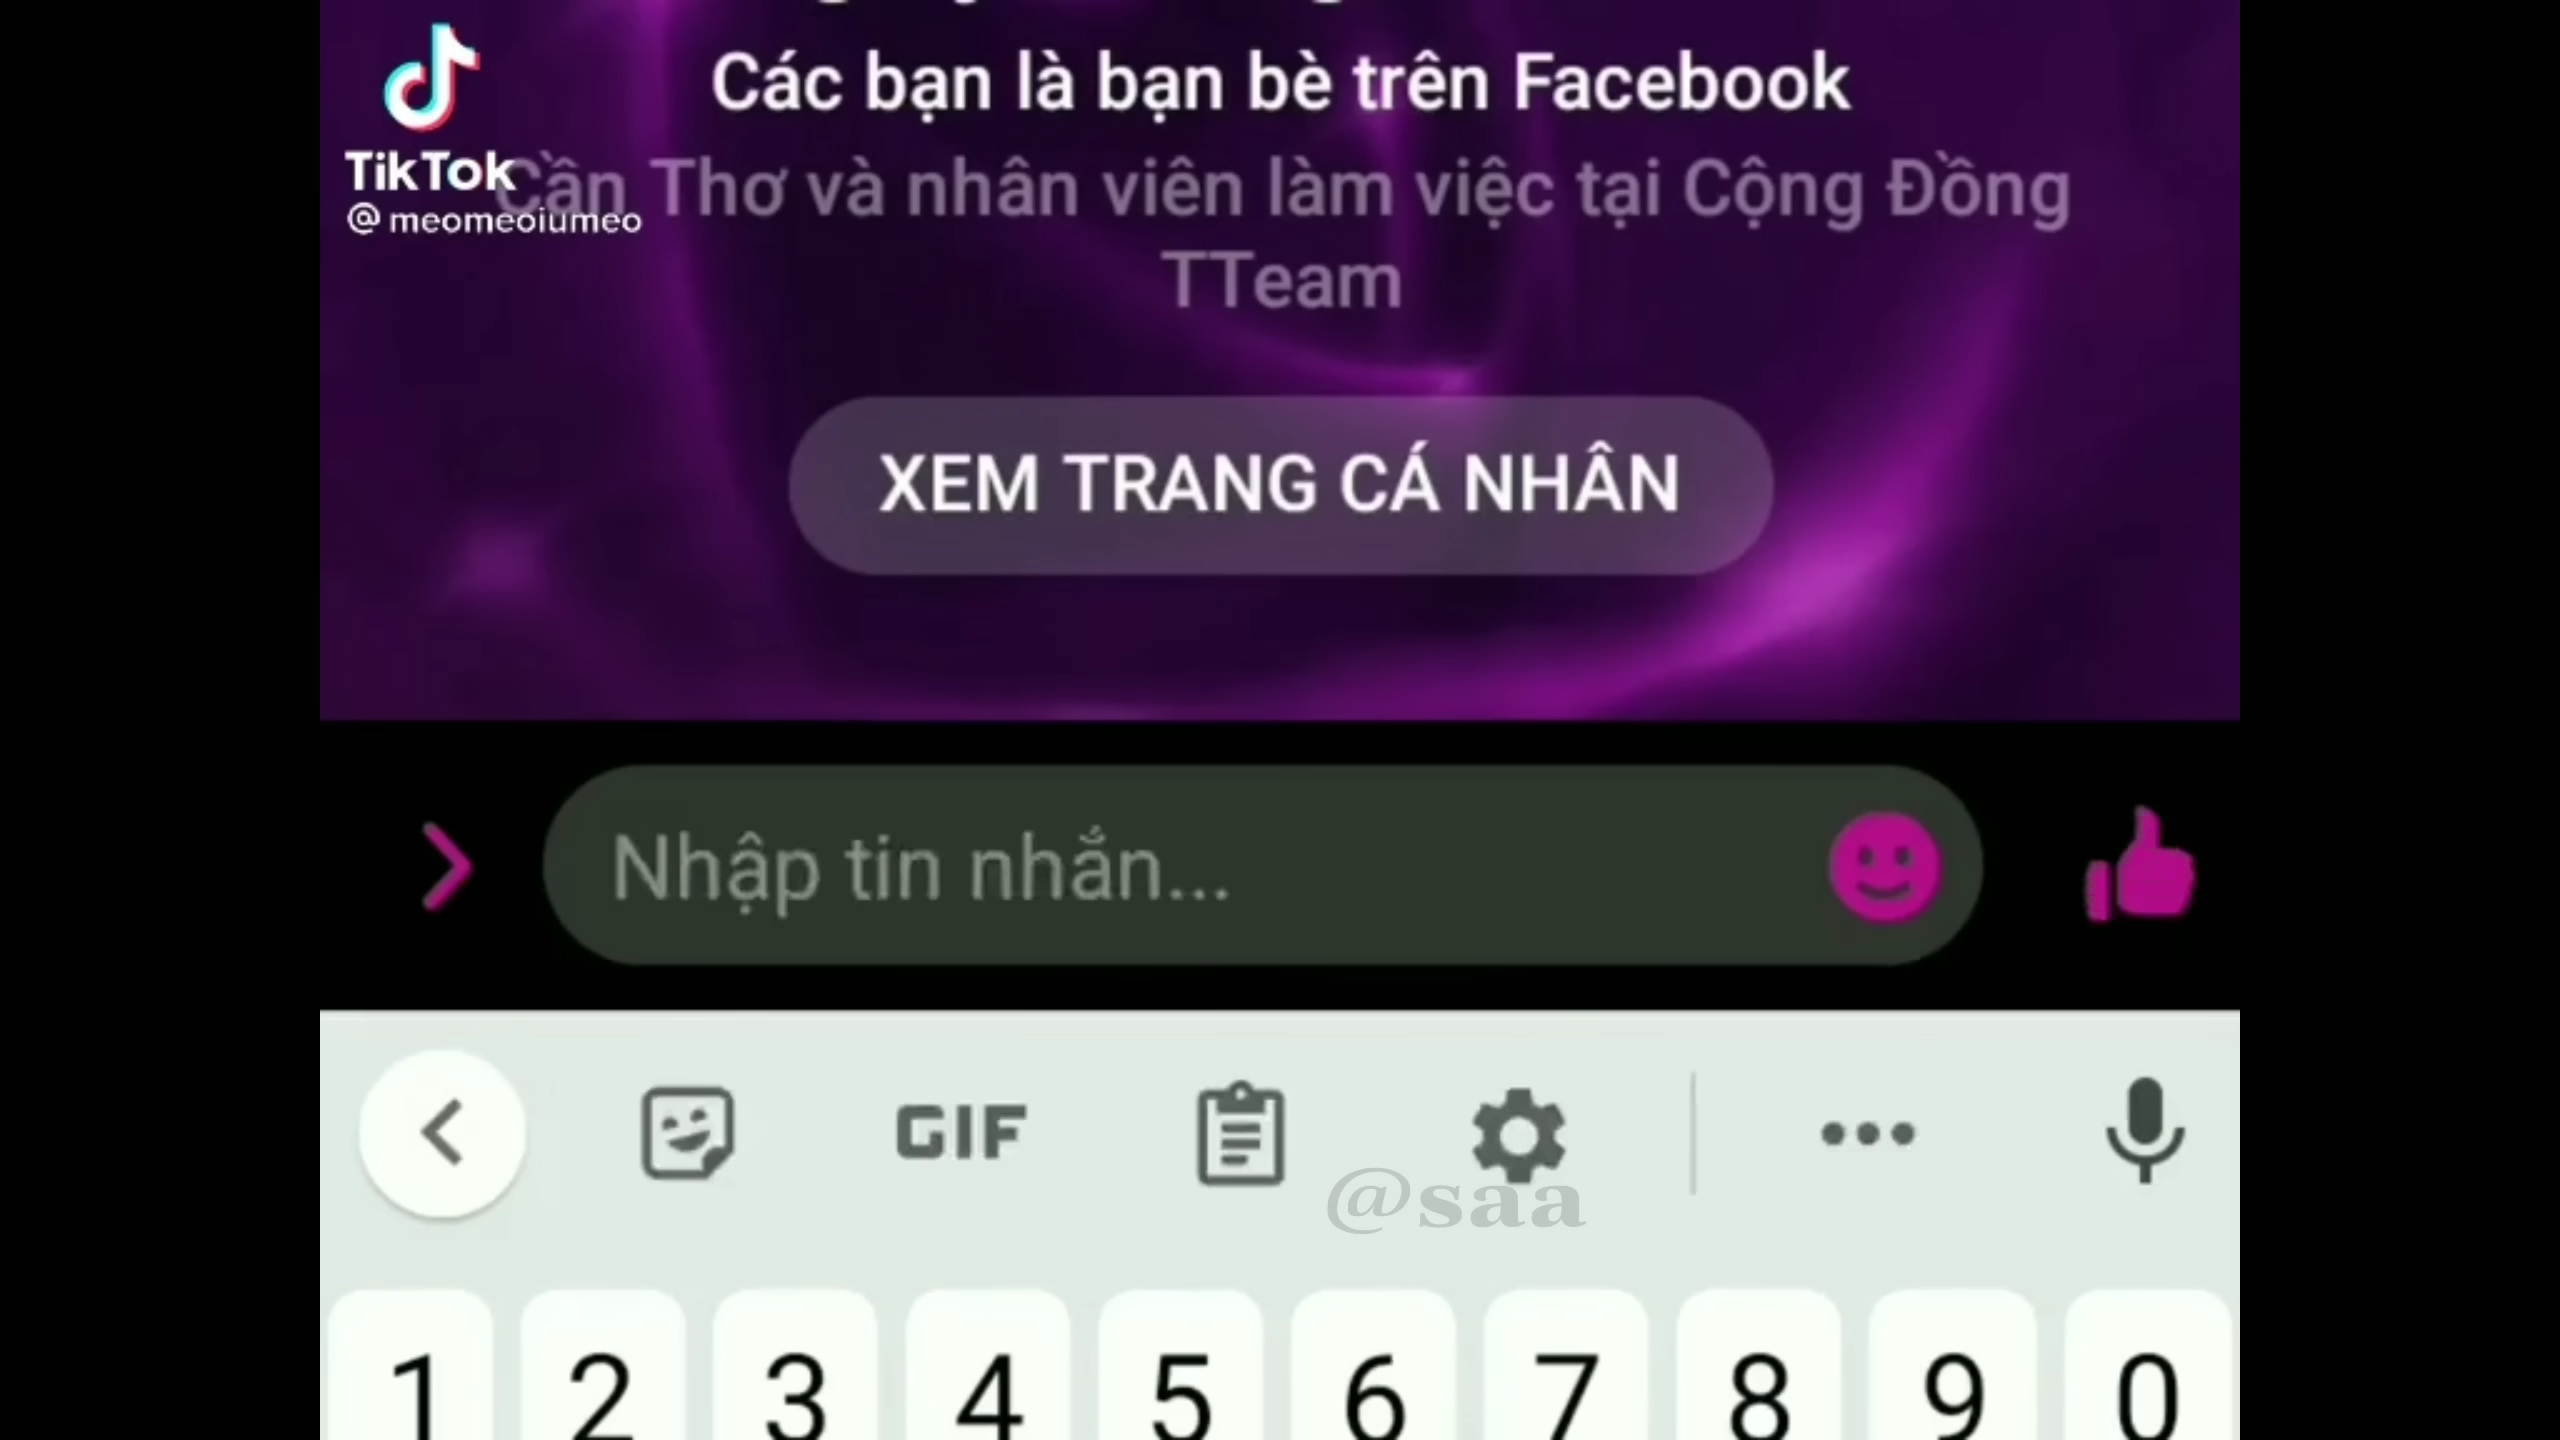 Các bạn là bạn bè trên Facebook
TikTok
Cần Thơ và nhân viên làm việc tại Cộng Đồng
@ meomeoiumeo
TTeam
XEM TRANG CÁ NHÂN
Nhập tin nhắn...
GIF
@saa
1 2 3 4 5 6 7 8 9 0